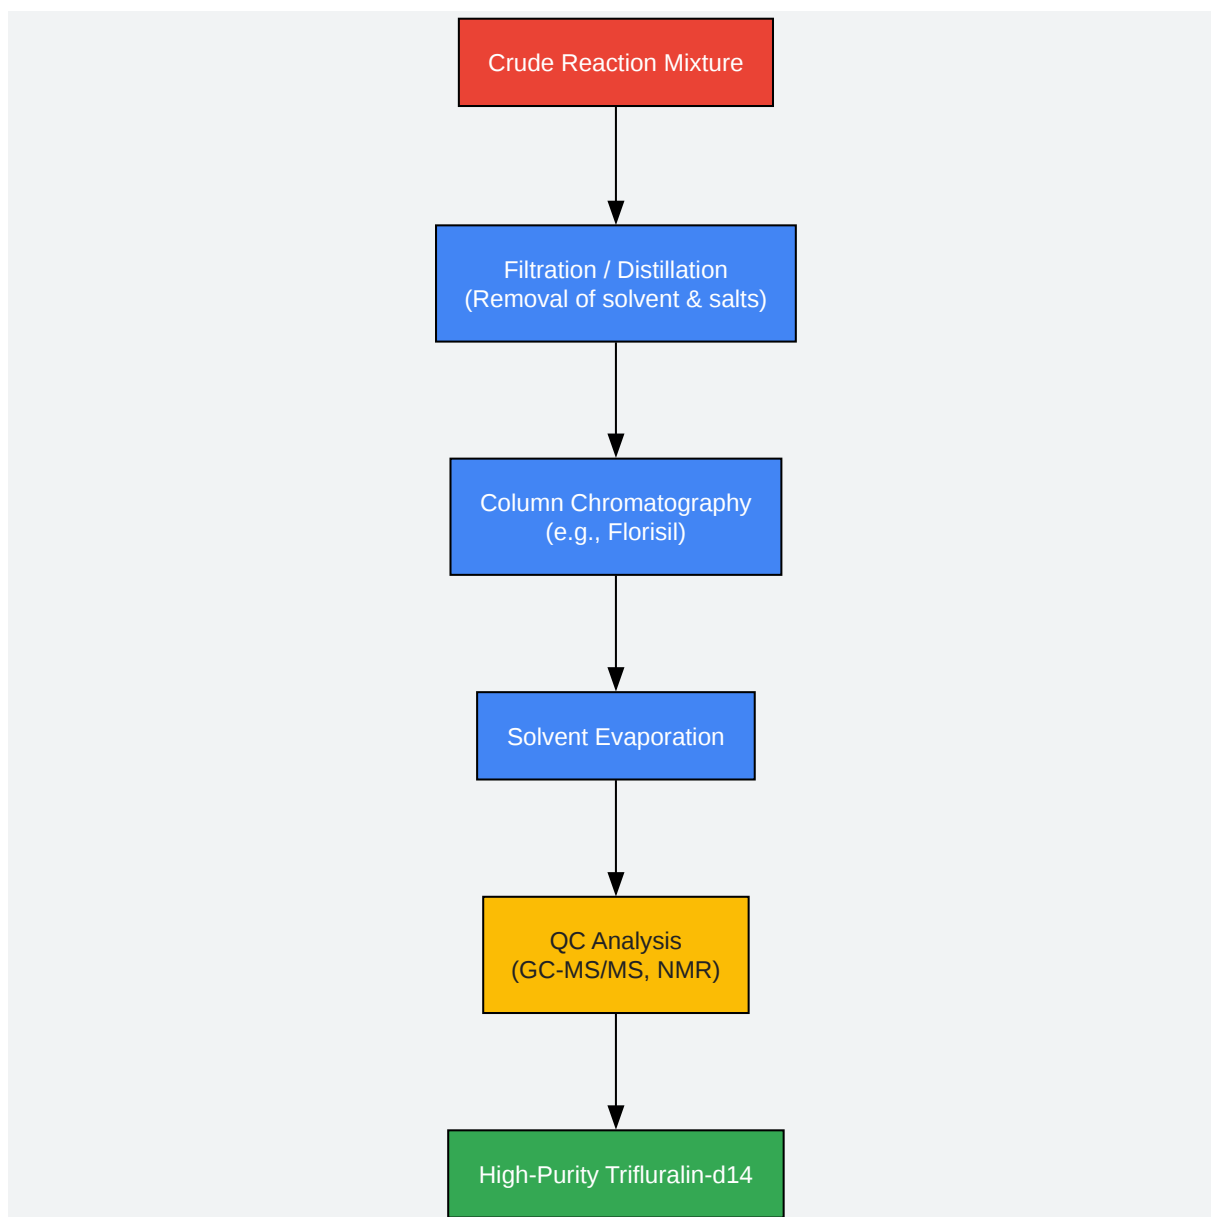 Crude Reaction Mixture
Filtration / Distillation
(Removal of solvent & salts)
Column Chromatography
(e.g., Florisil)
Solvent Evaporation
QC Analysis
(GC-MS/MS, NMR)
High-Purity Trifluralin-d14